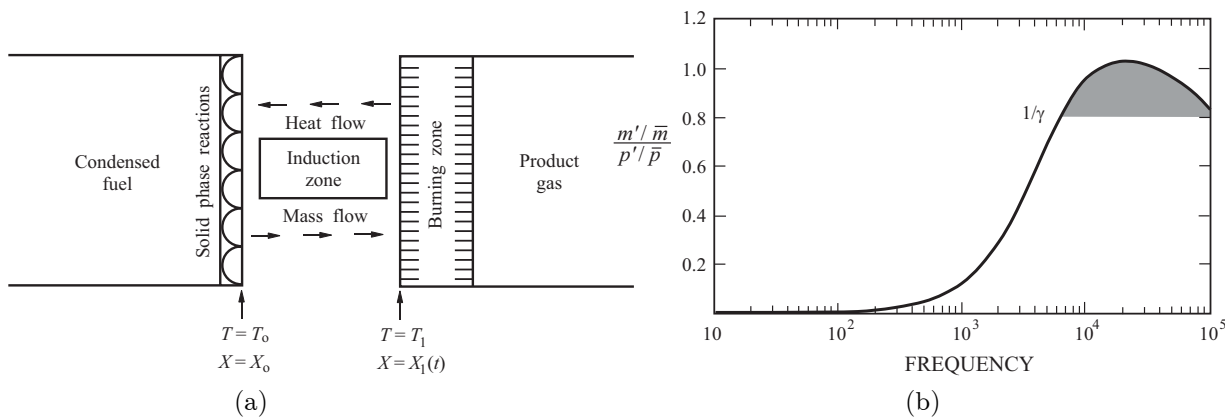 Condensed
fuel
Solid phase reactions
Heat flow
Induction
zone
Mass flow
Burning zone
Product
gas
T = T₀
X = X₀
T = T₁
X = X₁(t)
(a)
m′/m̅
p′/p̅
1.2
1.0
0.8
0.6
0.4
0.2
1/γ
10
10²
10³
10⁴
10⁵
FREQUENCY
(b)